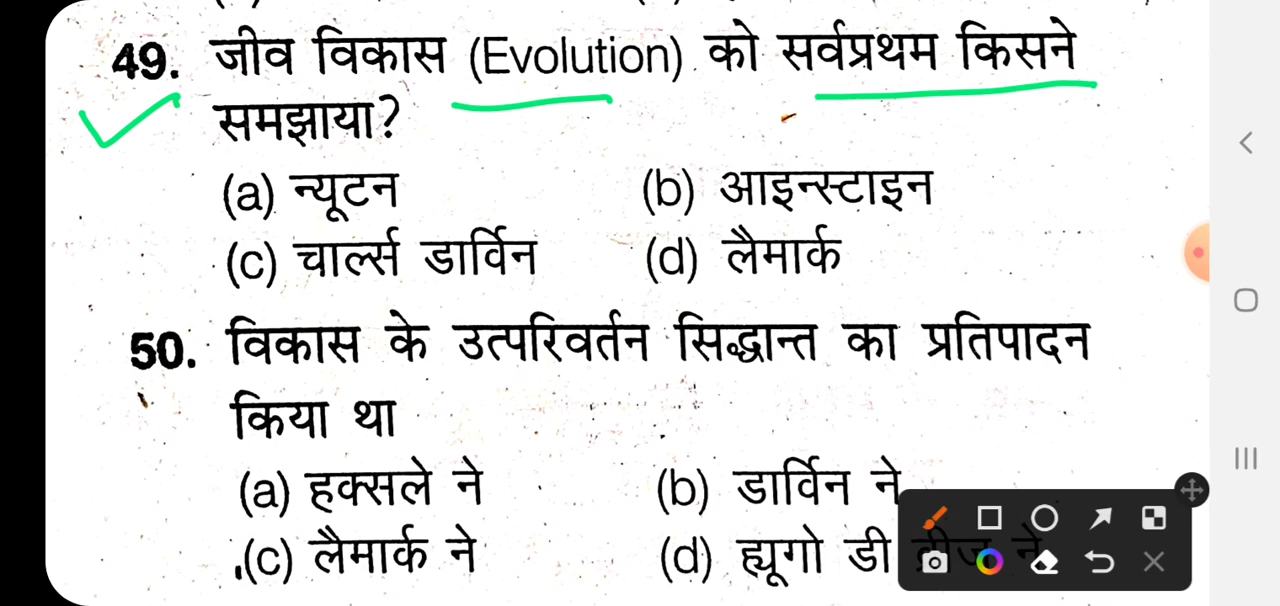 49. जीव विकास (Evolution) को सर्वप्रथम किसने
समझाया?
(a) न्यूटन (b) आइन्स्टाइन
(c) चार्ल्स डार्विन (d) लैमार्क
50. विकास के उत्परिवर्तन सिद्धान्त का प्रतिपादन
किया था
(a) हक्सले ने (b) डार्विन ने
(c) लैमार्क ने (d) ह्यूगो डी